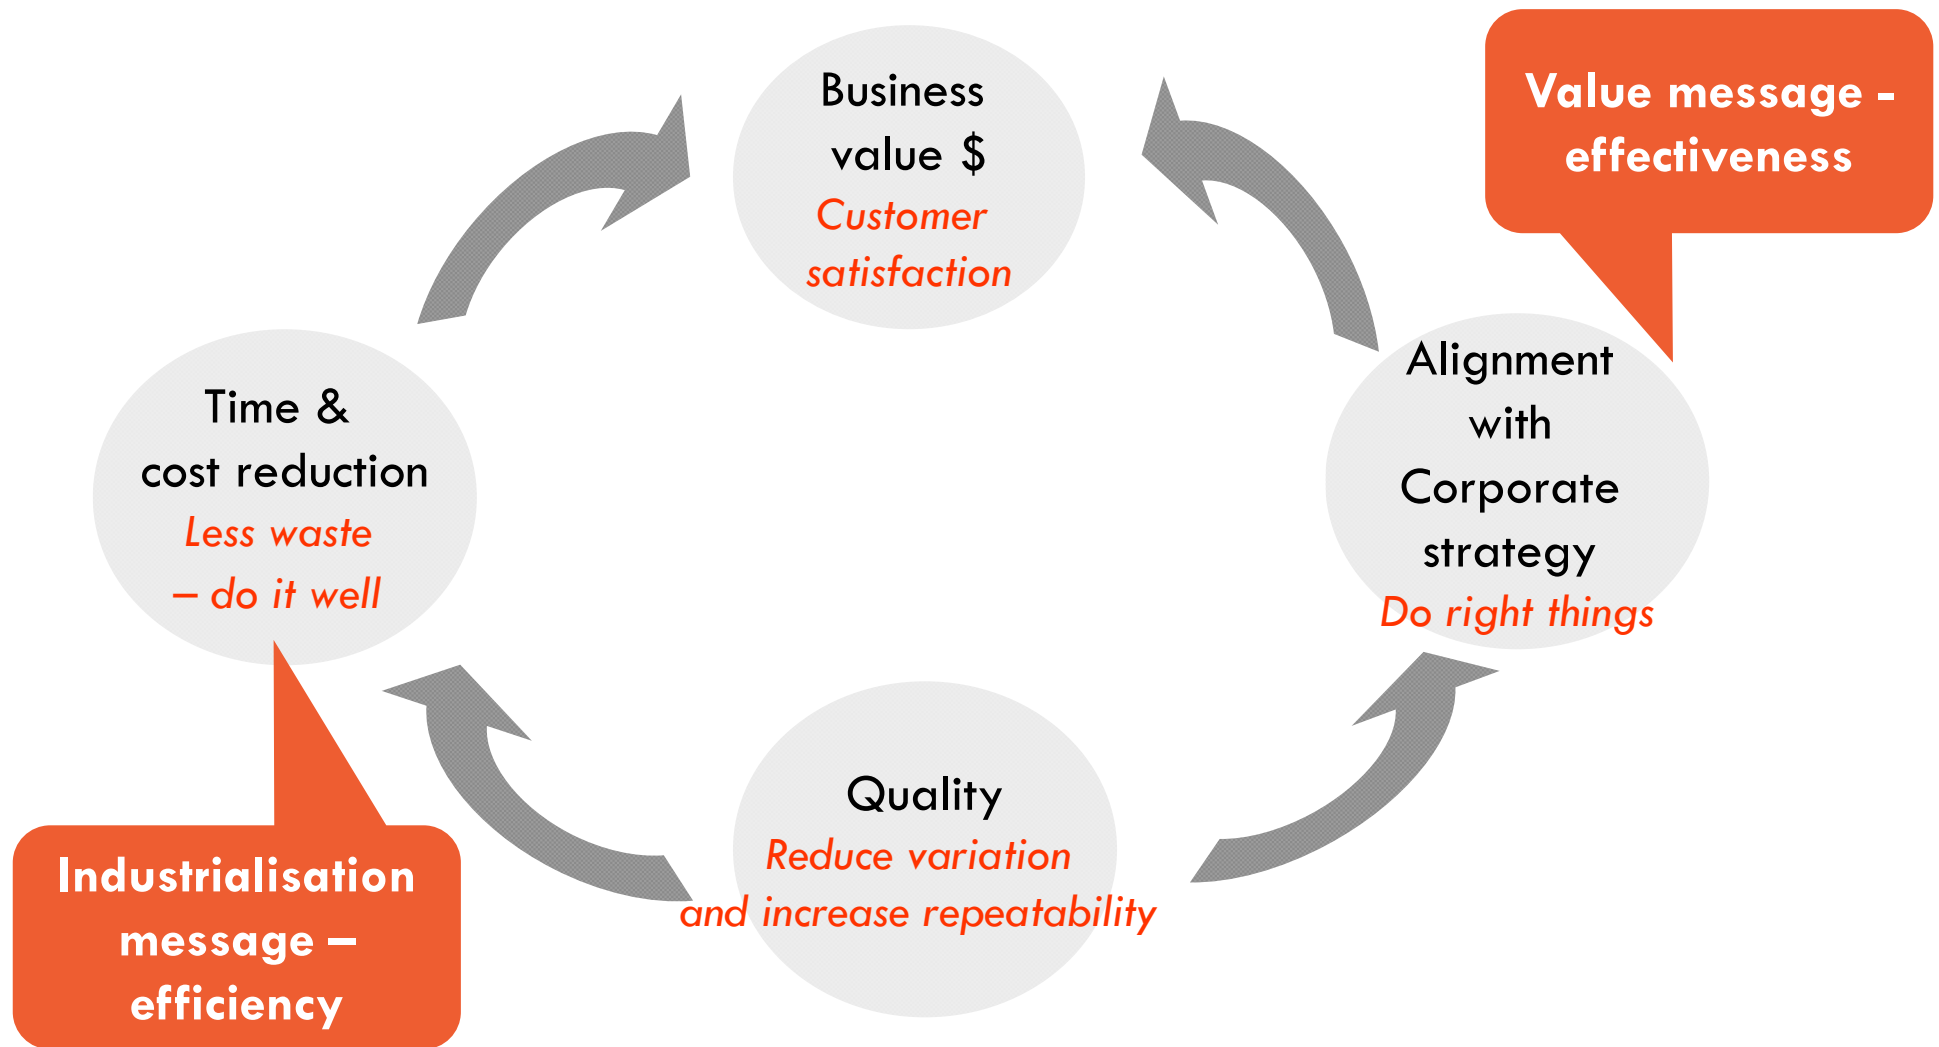 Business
value $
Customer
satisfaction
Value message -
effectiveness
Time &
cost reduction
Less waste
– do it well
Alignment
with
Corporate
strategy
Do right things
Quality
Reduce variation
and increase repeatability
Industrialisation
message –
efficiency